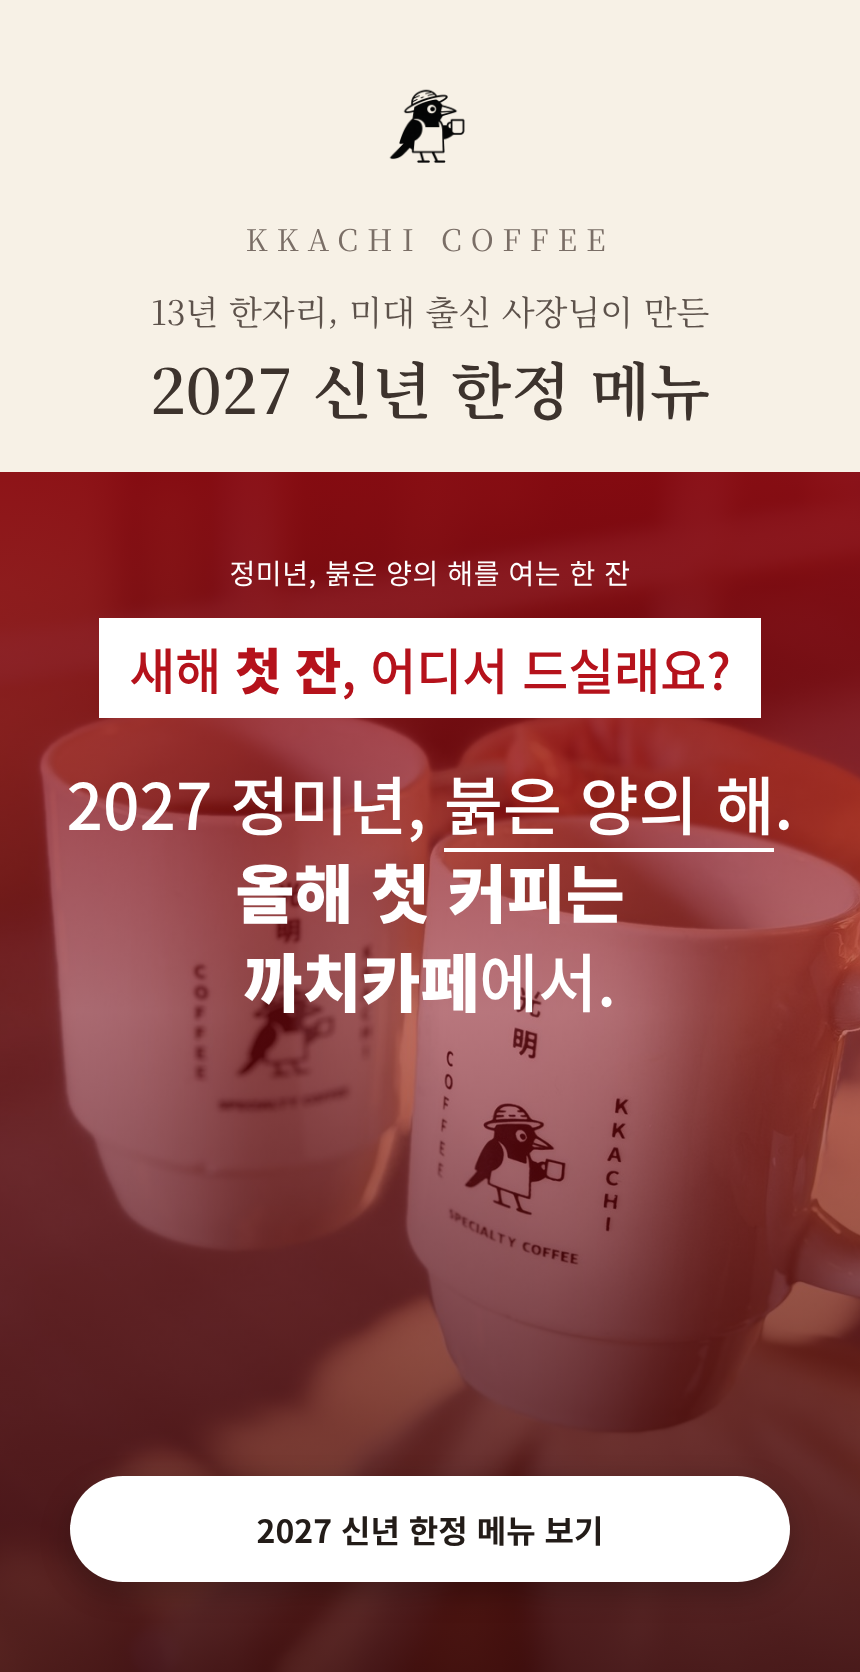 KKACHI COFFEE
13년 한자리, 미대 출신 사장님이 만든
2027 신년 한정 메뉴
정미년, 붉은 양의 해를 여는 한 잔
새해 첫 잔, 어디서 드실래요?
2027 정미년, 붉은 양의 해.
올해 첫 커피는
까치카페에서.
光明
COFFEE
SPECIALTY COFFEE
光明
COFFEE
KKACHI
SPECIALTY COFFEE
2027 신년 한정 메뉴 보기